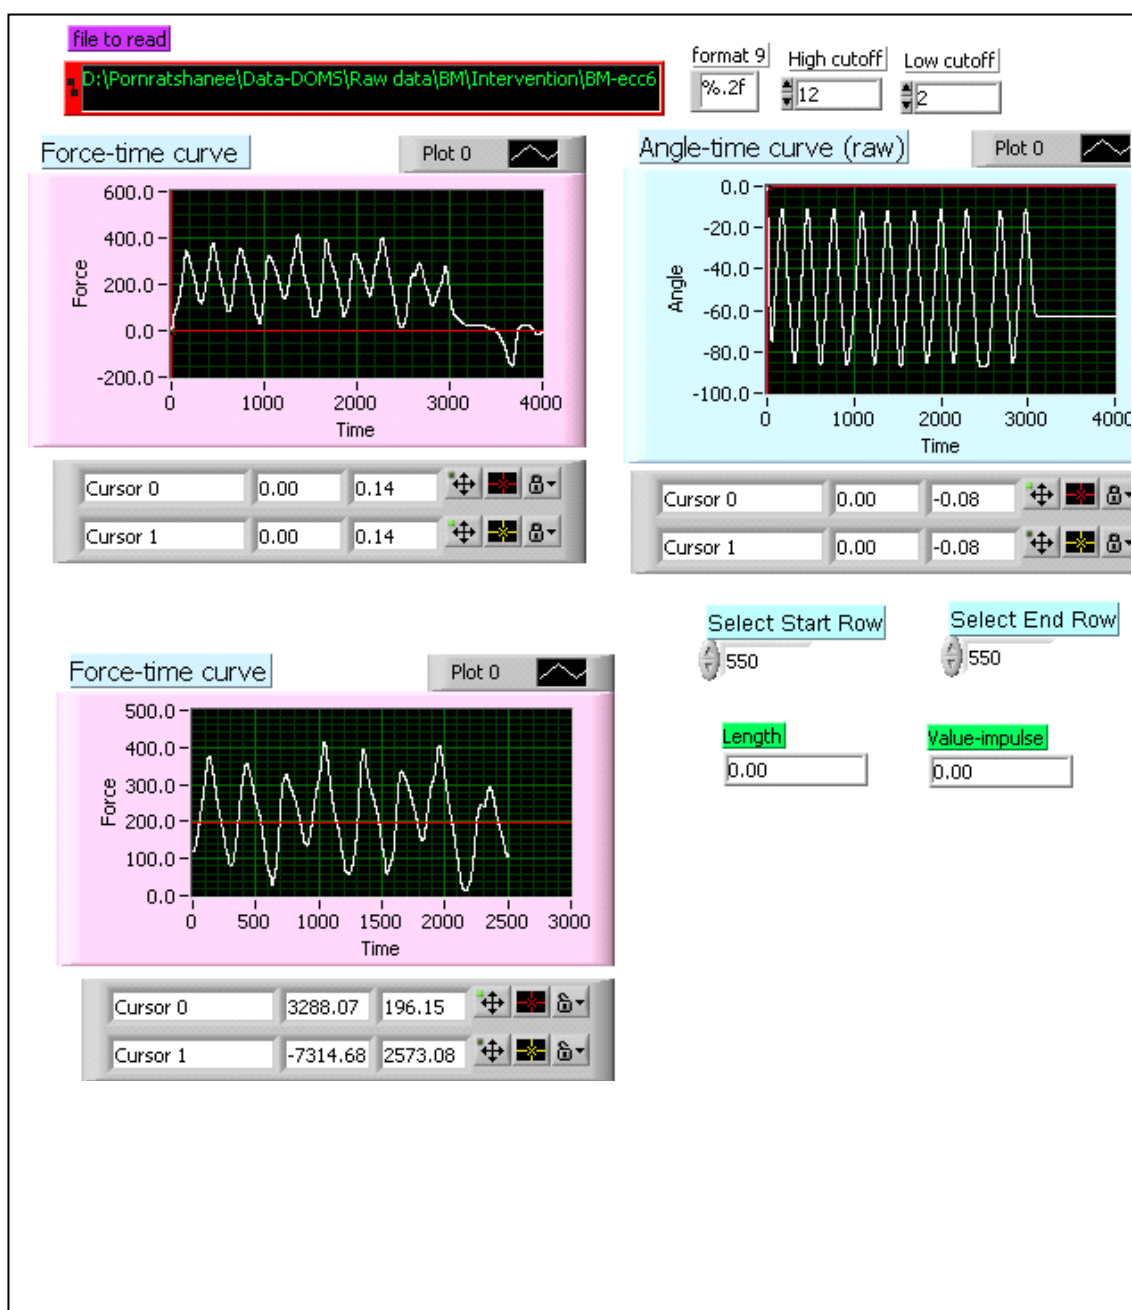 file to read
D:\Pornratshanee\Data-DOMS\Raw data\BM\Intervention\BM-ecc6
format 9
%.2f
High cutoff
12
Low cutoff
2
Force-time curve
Plot 0
600.0
400.0
200.0
0.0
-200.0
Force
0 1000 2000 3000 4000
Time
Cursor 0 0.00 0.14
Cursor 1 0.00 0.14
Angle-time curve (raw)
Plot 0
0.0
-20.0
-40.0
-60.0
-80.0
-100.0
Angle
0 1000 2000 3000 4000
Time
Cursor 0 0.00 -0.08
Cursor 1 0.00 -0.08
Select Start Row
550
Select End Row
550
Length
0.00
Value-impulse
0.00
Force-time curve
Plot 0
500.0
400.0
300.0
200.0
100.0
0.0
Force
0 500 1000 1500 2000 2500 3000
Time
Cursor 0 3288.07 196.15
Cursor 1 -7314.68 2573.08